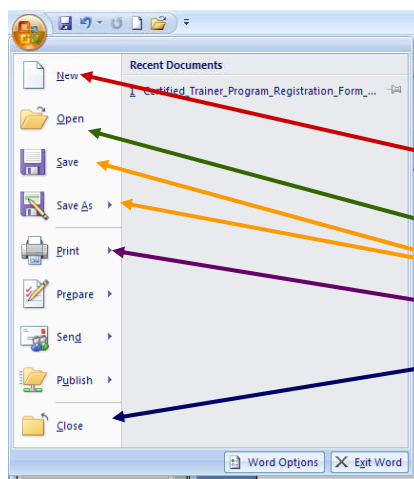 Recent Documents
New
1 Certified_Trainer_Program_Registration_Form_...
Open
Save
Save As
Print
Prepare
Send
Publish
Close
Word Options
Exit Word